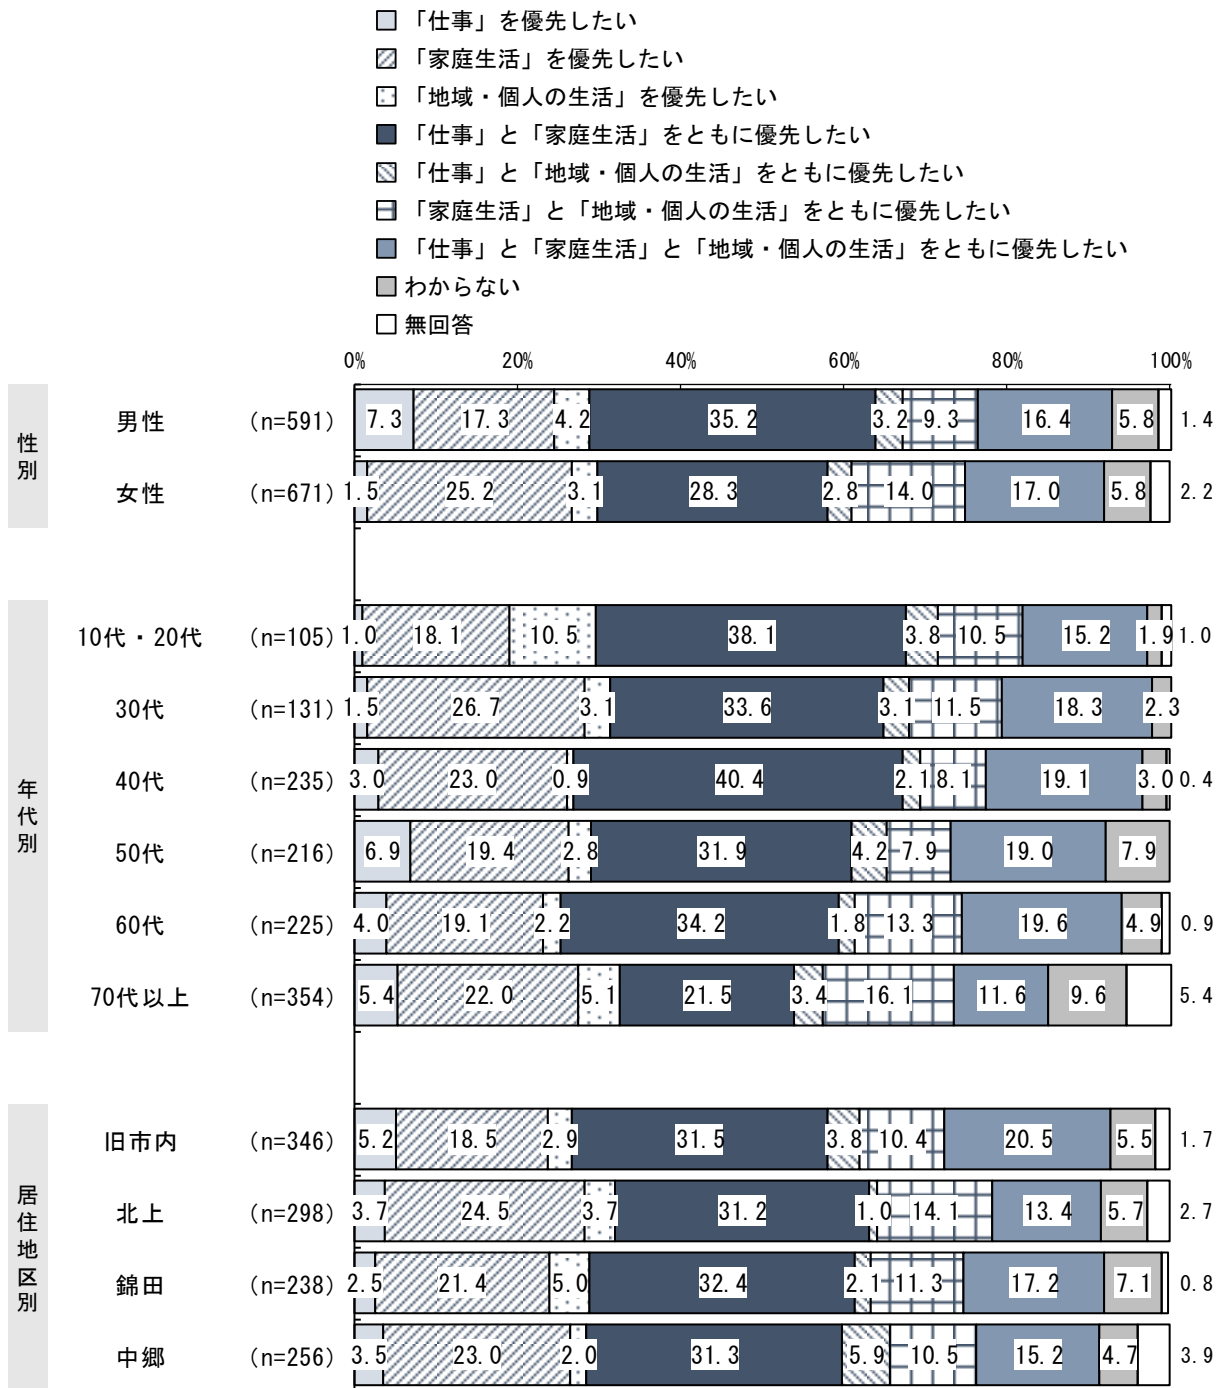 「仕事」を優先したい
「家庭生活」を優先したい
「地域・個人の生活」を優先したい
「仕事」と「家庭生活」をともに優先したい
「仕事」と「地域・個人の生活」をともに優先したい
「家庭生活」と「地域・個人の生活」をともに優先したい
「仕事」と「家庭生活」と「地域・個人の生活」をともに優先したい
わからない
無回答
0% 20% 40% 60% 80% 100%
性別
男性 (n=591) 7.3 17.3 4.2 35.2 3.2 9.3 16.4 5.8 1.4
女性 (n=671) 1.5 25.2 3.1 28.3 2.8 14.0 17.0 5.8 2.2
年代別
10代・20代 (n=105) 1.0 18.1 10.5 38.1 3.8 10.5 15.2 1.9 1.0
30代 (n=131) 1.5 26.7 3.1 33.6 3.1 11.5 18.3 2.3
40代 (n=235) 3.0 23.0 0.9 40.4 2.1 8.1 19.1 3.0 0.4
50代 (n=216) 6.9 19.4 2.8 31.9 4.2 7.9 19.0 7.9
60代 (n=225) 4.0 19.1 2.2 34.2 1.8 13.3 19.6 4.9 0.9
70代以上 (n=354) 5.4 22.0 5.1 21.5 3.4 16.1 11.6 9.6 5.4
居住地区別
旧市内 (n=346) 5.2 18.5 2.9 31.5 3.8 10.4 20.5 5.5 1.7
北上 (n=298) 3.7 24.5 3.7 31.2 1.0 14.1 13.4 5.7 2.7
錦田 (n=238) 2.5 21.4 5.0 32.4 2.1 11.3 17.2 7.1 0.8
中郷 (n=256) 3.5 23.0 2.0 31.3 5.9 10.5 15.2 4.7 3.9